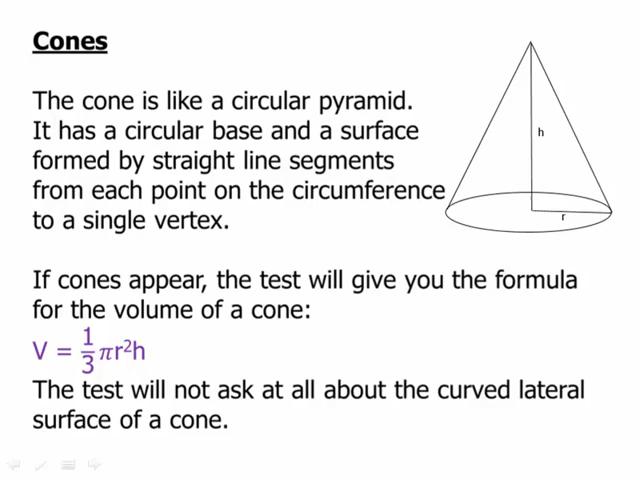 Cones
The cone is like a circular pyramid.
It has a circular base and a surface
formed by straight line segments
from each point on the circumference
to a single vertex.
h
r
If cones appear, the test will give you the formula
for the volume of a cone:
V = 1/3 πr²h
The test will not ask at all about the curved lateral
surface of a cone.